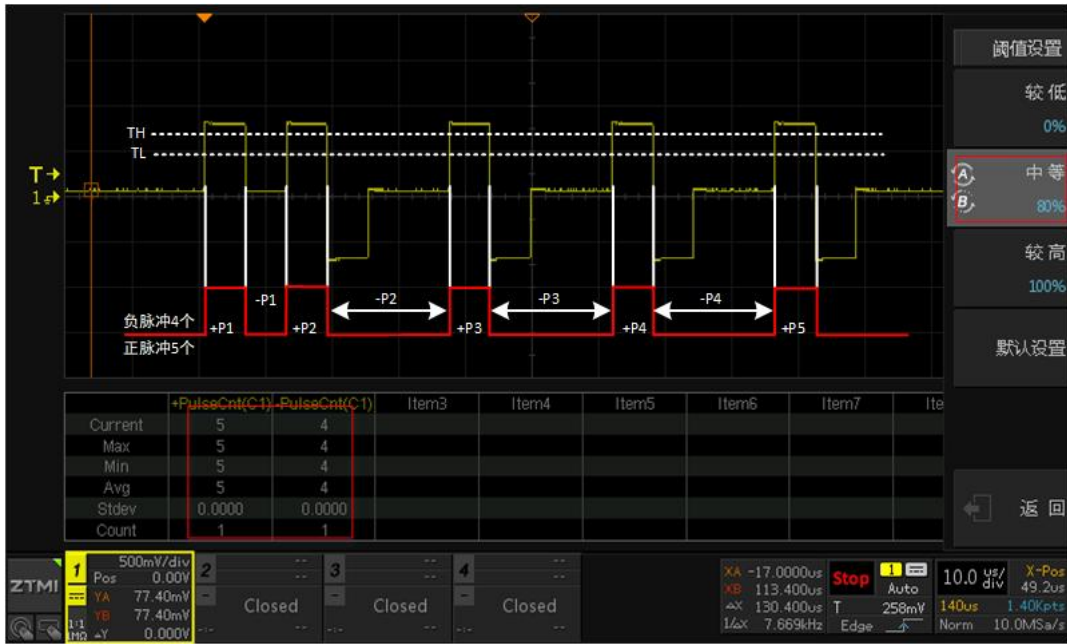 阈值设置
较低
0%
TH
TL
T
1
A
中等
B
80%
较高
100%
-P1
-P2
-P3
-P4
负脉冲4个
+P1
+P2
+P3
+P4
+P5
正脉冲5个
默认设置
+PulseCnt(C1) -PulseCnt(C1) Item3 Item4 Item5 Item6 Item7 Ite
Current 5 4
Max 5 4
Min 5 4
Avg 5 4
Stdev 0.0000 0.0000
Count 1 1
返回
ZTMI
1 500mV/div
Pos 0.00V
YA 77.40mV
YB 77.40mV
1:1
1MΩ
△Y 0.000V
2 -- --
Closed
3 -- --
Closed
4 -- --
Closed
XA -17.0000us
XB 113.400us
△X 130.400us
1/△X 7.669kHz
Stop 1
Auto
T 258mV
Edge
10.0 us/div
X-Pos
49.2us
140us 1.40Kpts
Norm 10.0MSa/s